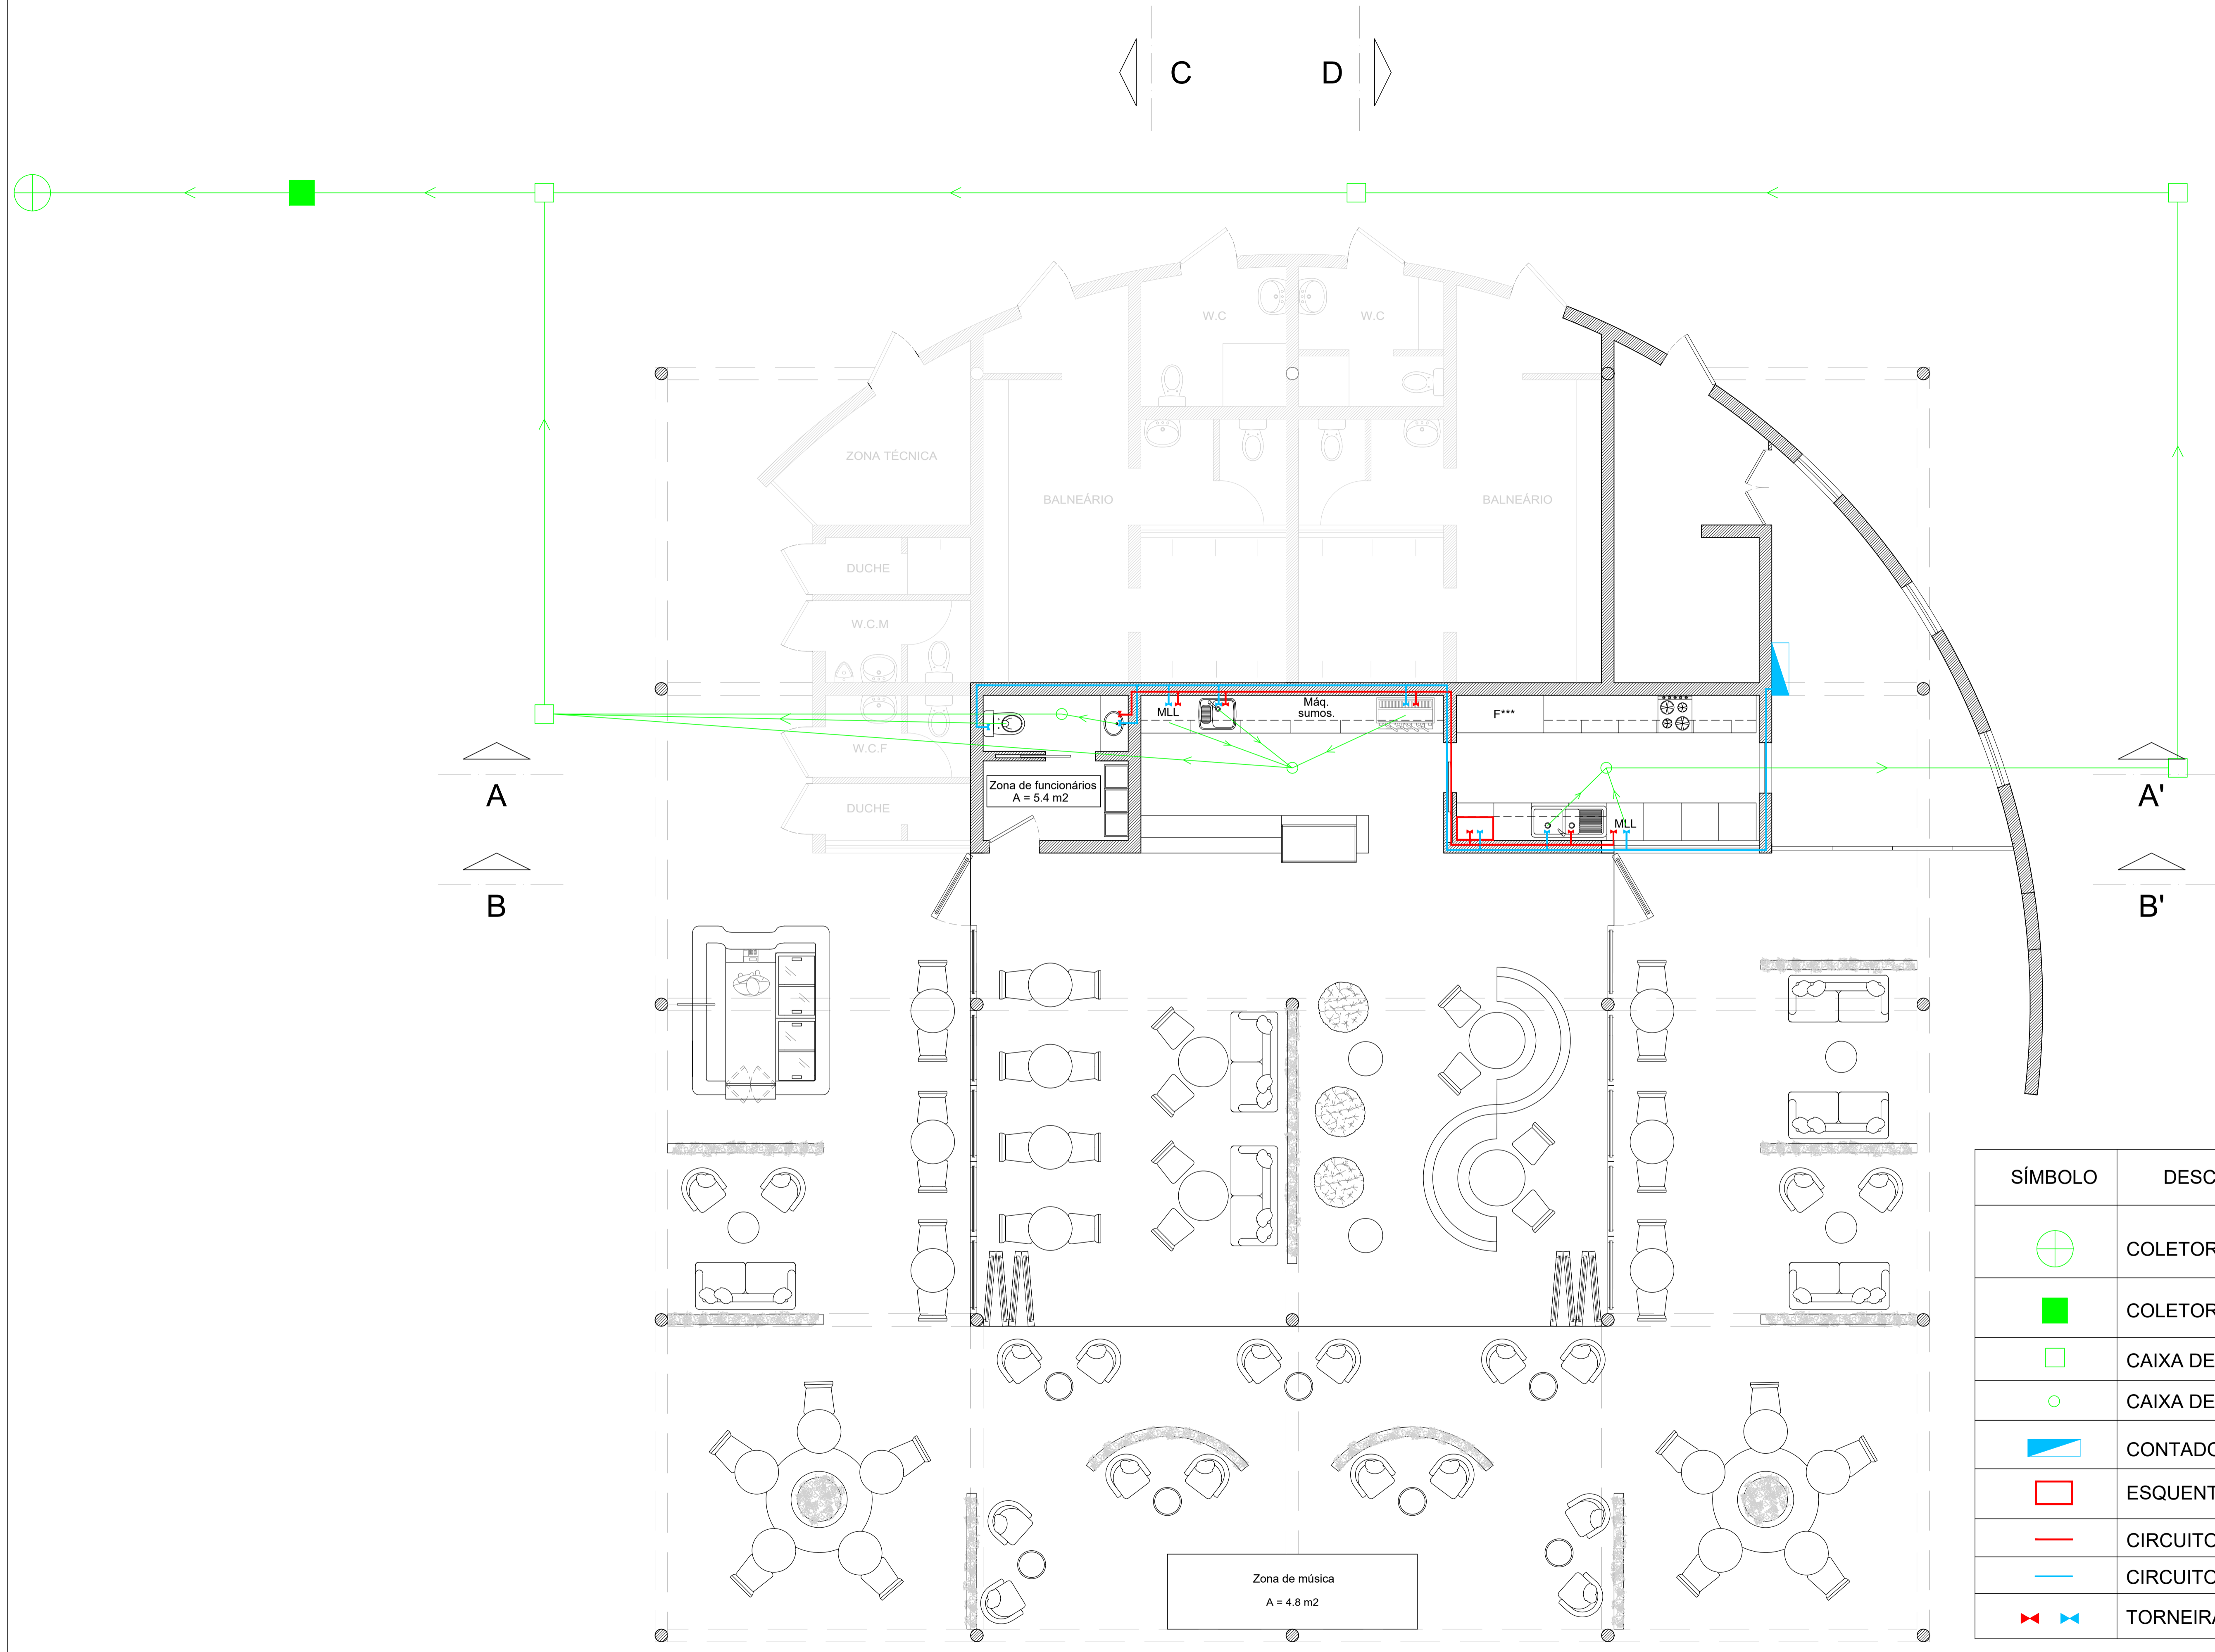 C
D
W.C
W.C
ZONA TÉCNICA
BALNEÁRIO
BALNEÁRIO
DUCHE
W.C.M
MLL
Máq.
sumos.
F***
W.C.F
Zona de funcionários
A = 5.4 m2
A
A'
DUCHE
MLL
B
B'
SÍMBOLO
DESC
COLETOR
COLETOR
CAIXA DE
CAIXA DE
CONTADO
ESQUENT
CIRCUITO
CIRCUITO
TORNEIRA
Zona de música
A = 4.8 m2